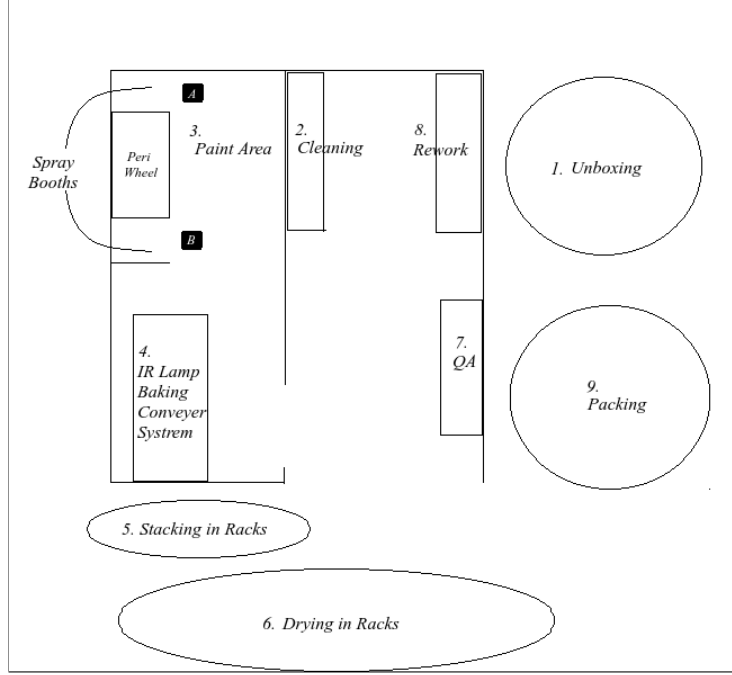 A
3.
Paint Area
2.
Cleaning
8.
Rework
1. Unboxing
Spray
Booths
Peri
Wheel
B
4.
IR Lamp
Baking
Conveyer
Systrem
7.
QA
9.
Packing
5. Stacking in Racks
6. Drying in Racks